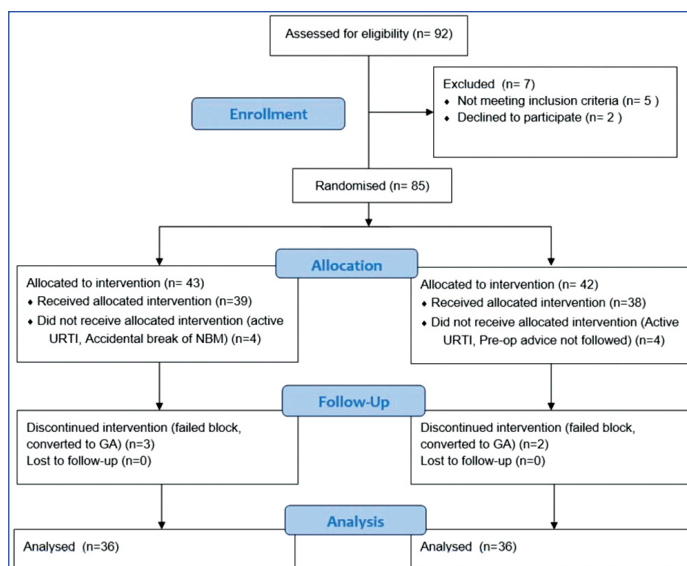 Assessed for eligibility (n= 92)
Excluded (n= 7)
♦ Not meeting inclusion criteria (n= 5 )
♦ Declined to participate (n= 2 )
Enrollment
Randomised (n= 85)
Allocation
Allocated to intervention (n= 43)
♦ Received allocated intervention (n=39)
♦ Did not receive allocated intervention (active
URTI, Accidental break of NBM) (n=4)
Allocated to intervention (n= 42)
♦ Received allocated intervention (n=38)
♦ Did not receive allocated intervention (Active
URTI, Pre-op advice not followed) (n=4)
Follow-Up
Discontinued intervention (failed block,
converted to GA) (n=3)
Lost to follow-up (n=0)
Discontinued intervention (failed block,
converted to GA) (n=2)
Lost to follow-up (n=0)
Analysis
Analysed (n=36)
Analysed (n=36)